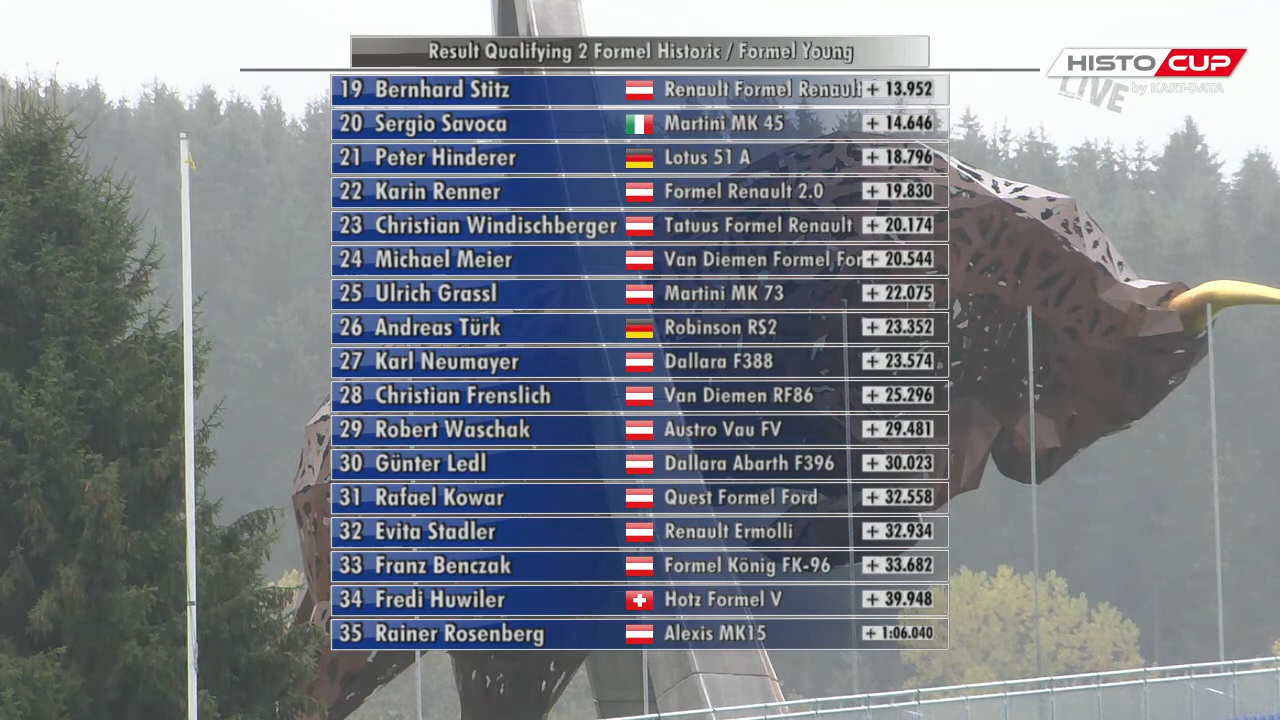 Result Qualifying 2 Formel Historic / Formel Young
HISTO CUP
LIVE by KART-DATA
19 Bernhard Stitz Renault Formel Renault + 13.952
20 Sergio Savoca Martini MK 45 + 14.646
21 Peter Hinderer Lotus 51 A + 18.796
22 Karin Renner Formel Renault 2.0 + 19.830
23 Christian Windischberger Tatuus Formel Renault + 20.174
24 Michael Meier Van Diemen Formel For + 20.544
25 Ulrich Grassl Martini MK 73 + 22.075
26 Andreas Türk Robinson RS2 + 23.352
27 Karl Neumayer Dallara F388 + 23.574
28 Christian Frenslich Van Diemen RF86 + 25.296
29 Robert Waschak Austro Vau FV + 29.481
30 Günter Ledl Dallara Abarth F396 + 30.023
31 Rafael Kowar Quest Formel Ford + 32.558
32 Evita Stadler Renault Ermolli + 32.934
33 Franz Benczak Formel König FK-96 + 33.682
34 Fredi Huwiler Hotz Formel V + 39.948
35 Rainer Rosenberg Alexis MK15 + 1:06.040